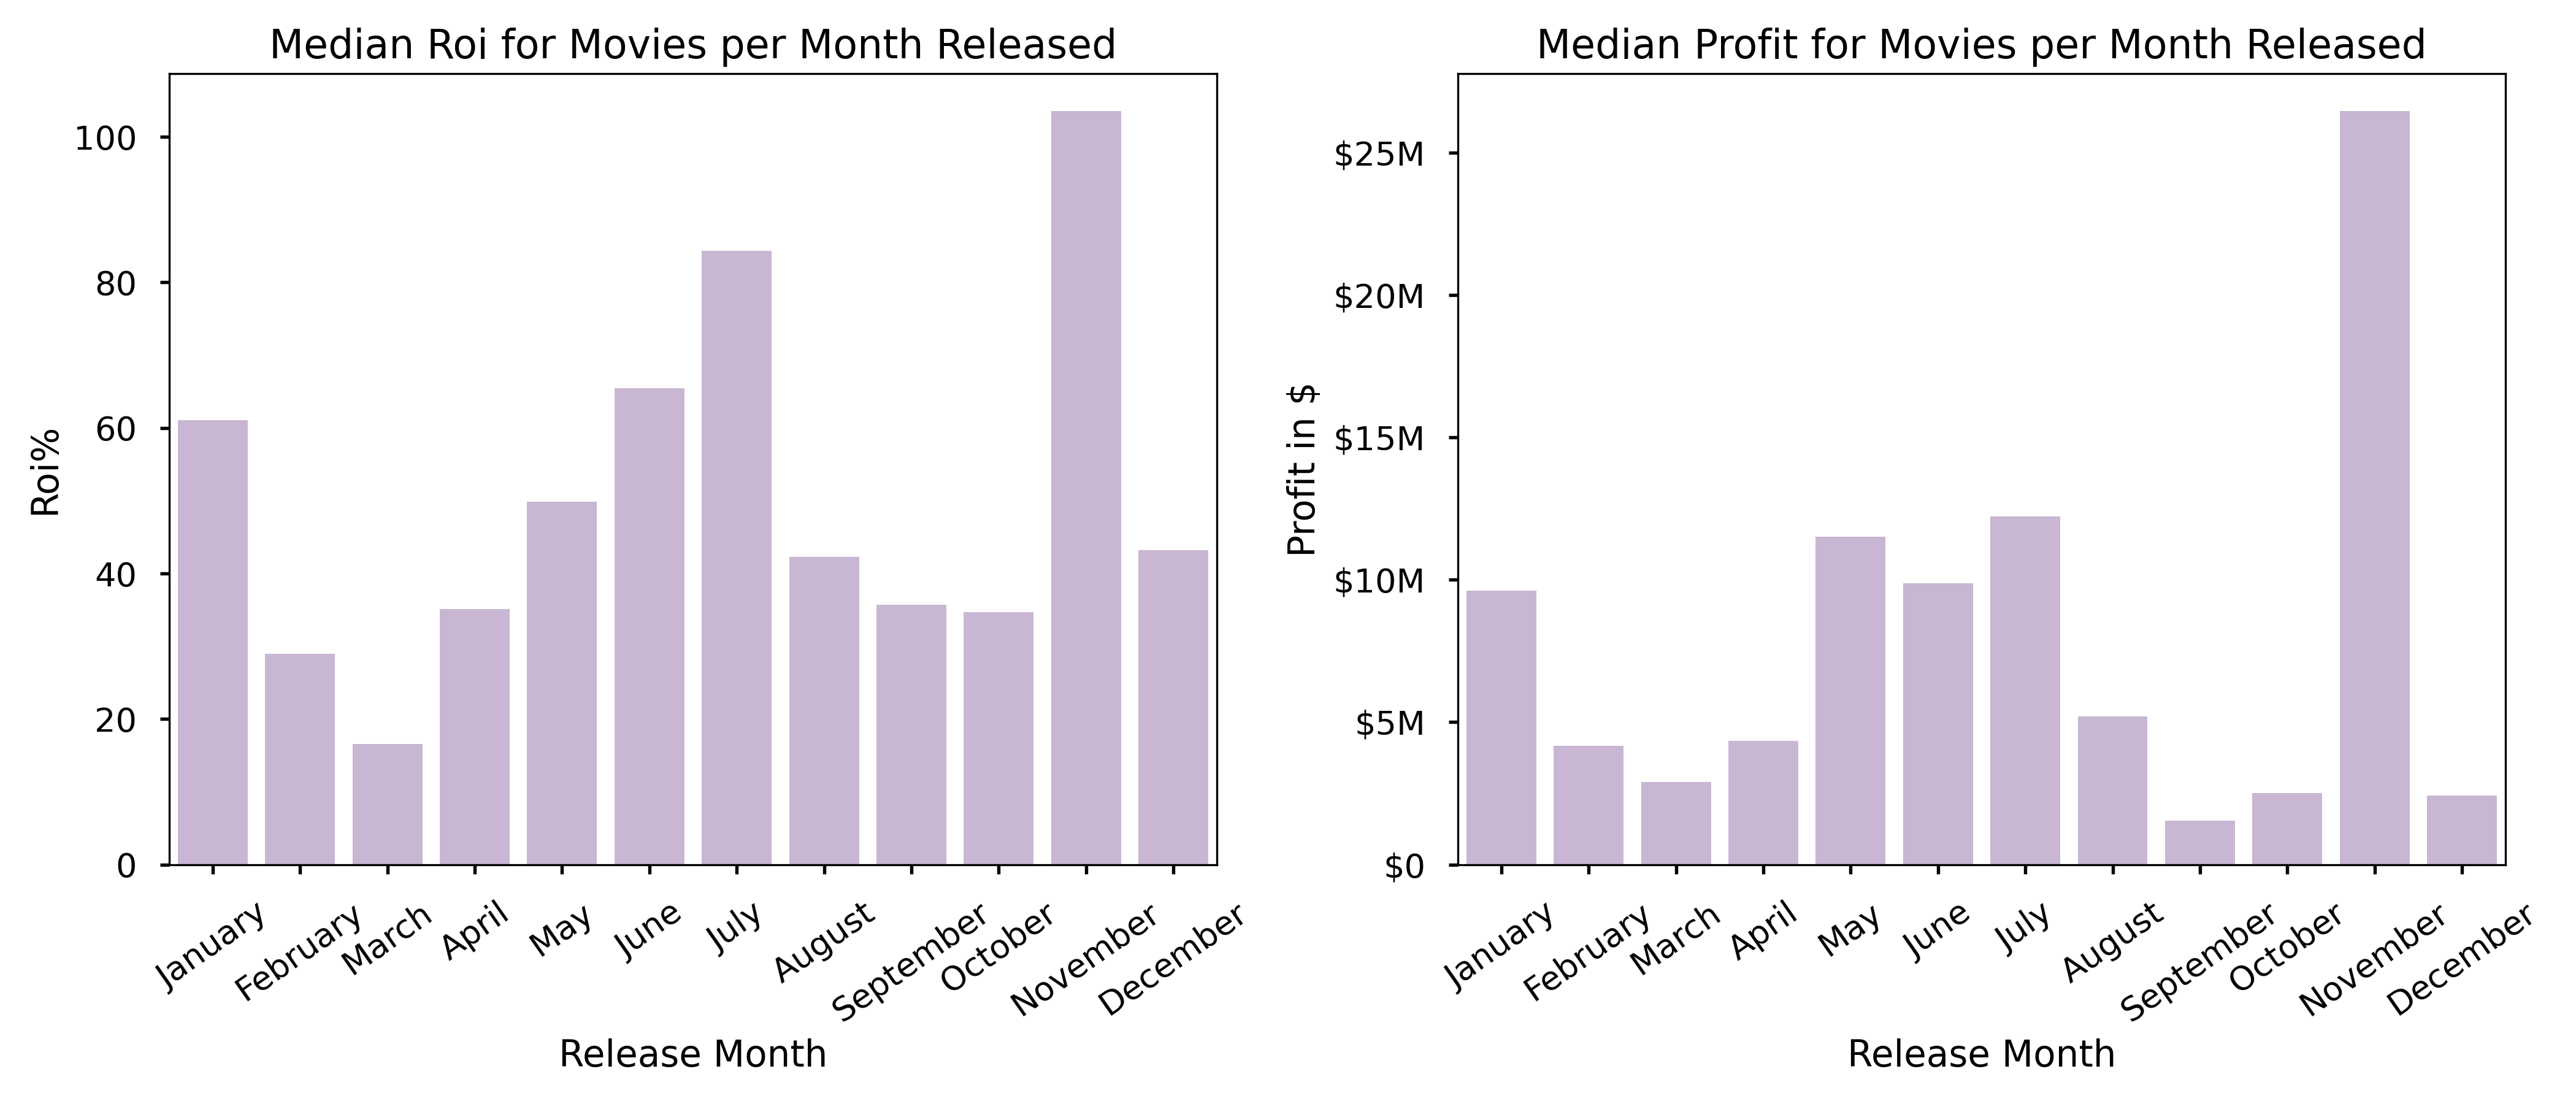 Median Roi for Movies per Month Released
Roi%
100
80
60
40
20
0
January
February
March
April
May
June
July
August
September
October
November
December
Release Month
Median Profit for Movies per Month Released
Profit in $
$25M
$20M
$15M
$10M
$5M
$0
January
February
March
April
May
June
July
August
September
October
November
December
Release Month